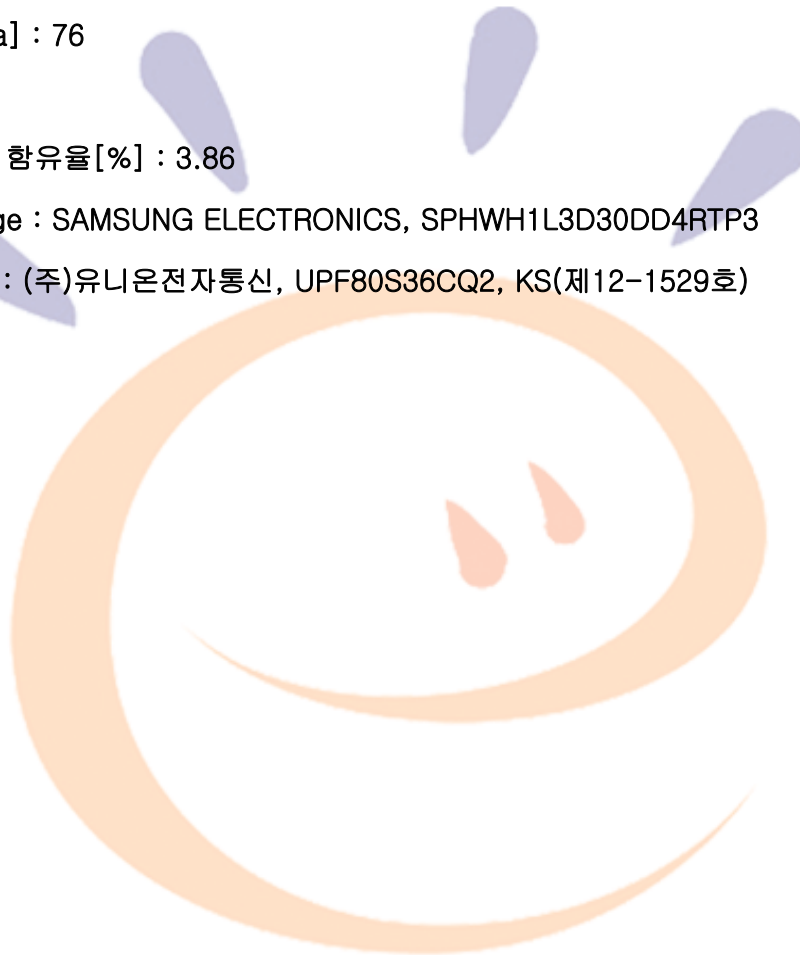 a] : 76
함유율[%] : 3.86
ge : SAMSUNG ELECTRONICS, SPHWH1L3D30DD4RTP3
: (주)유니온전자통신, UPF80S36CQ2, KS(제12-1529호)